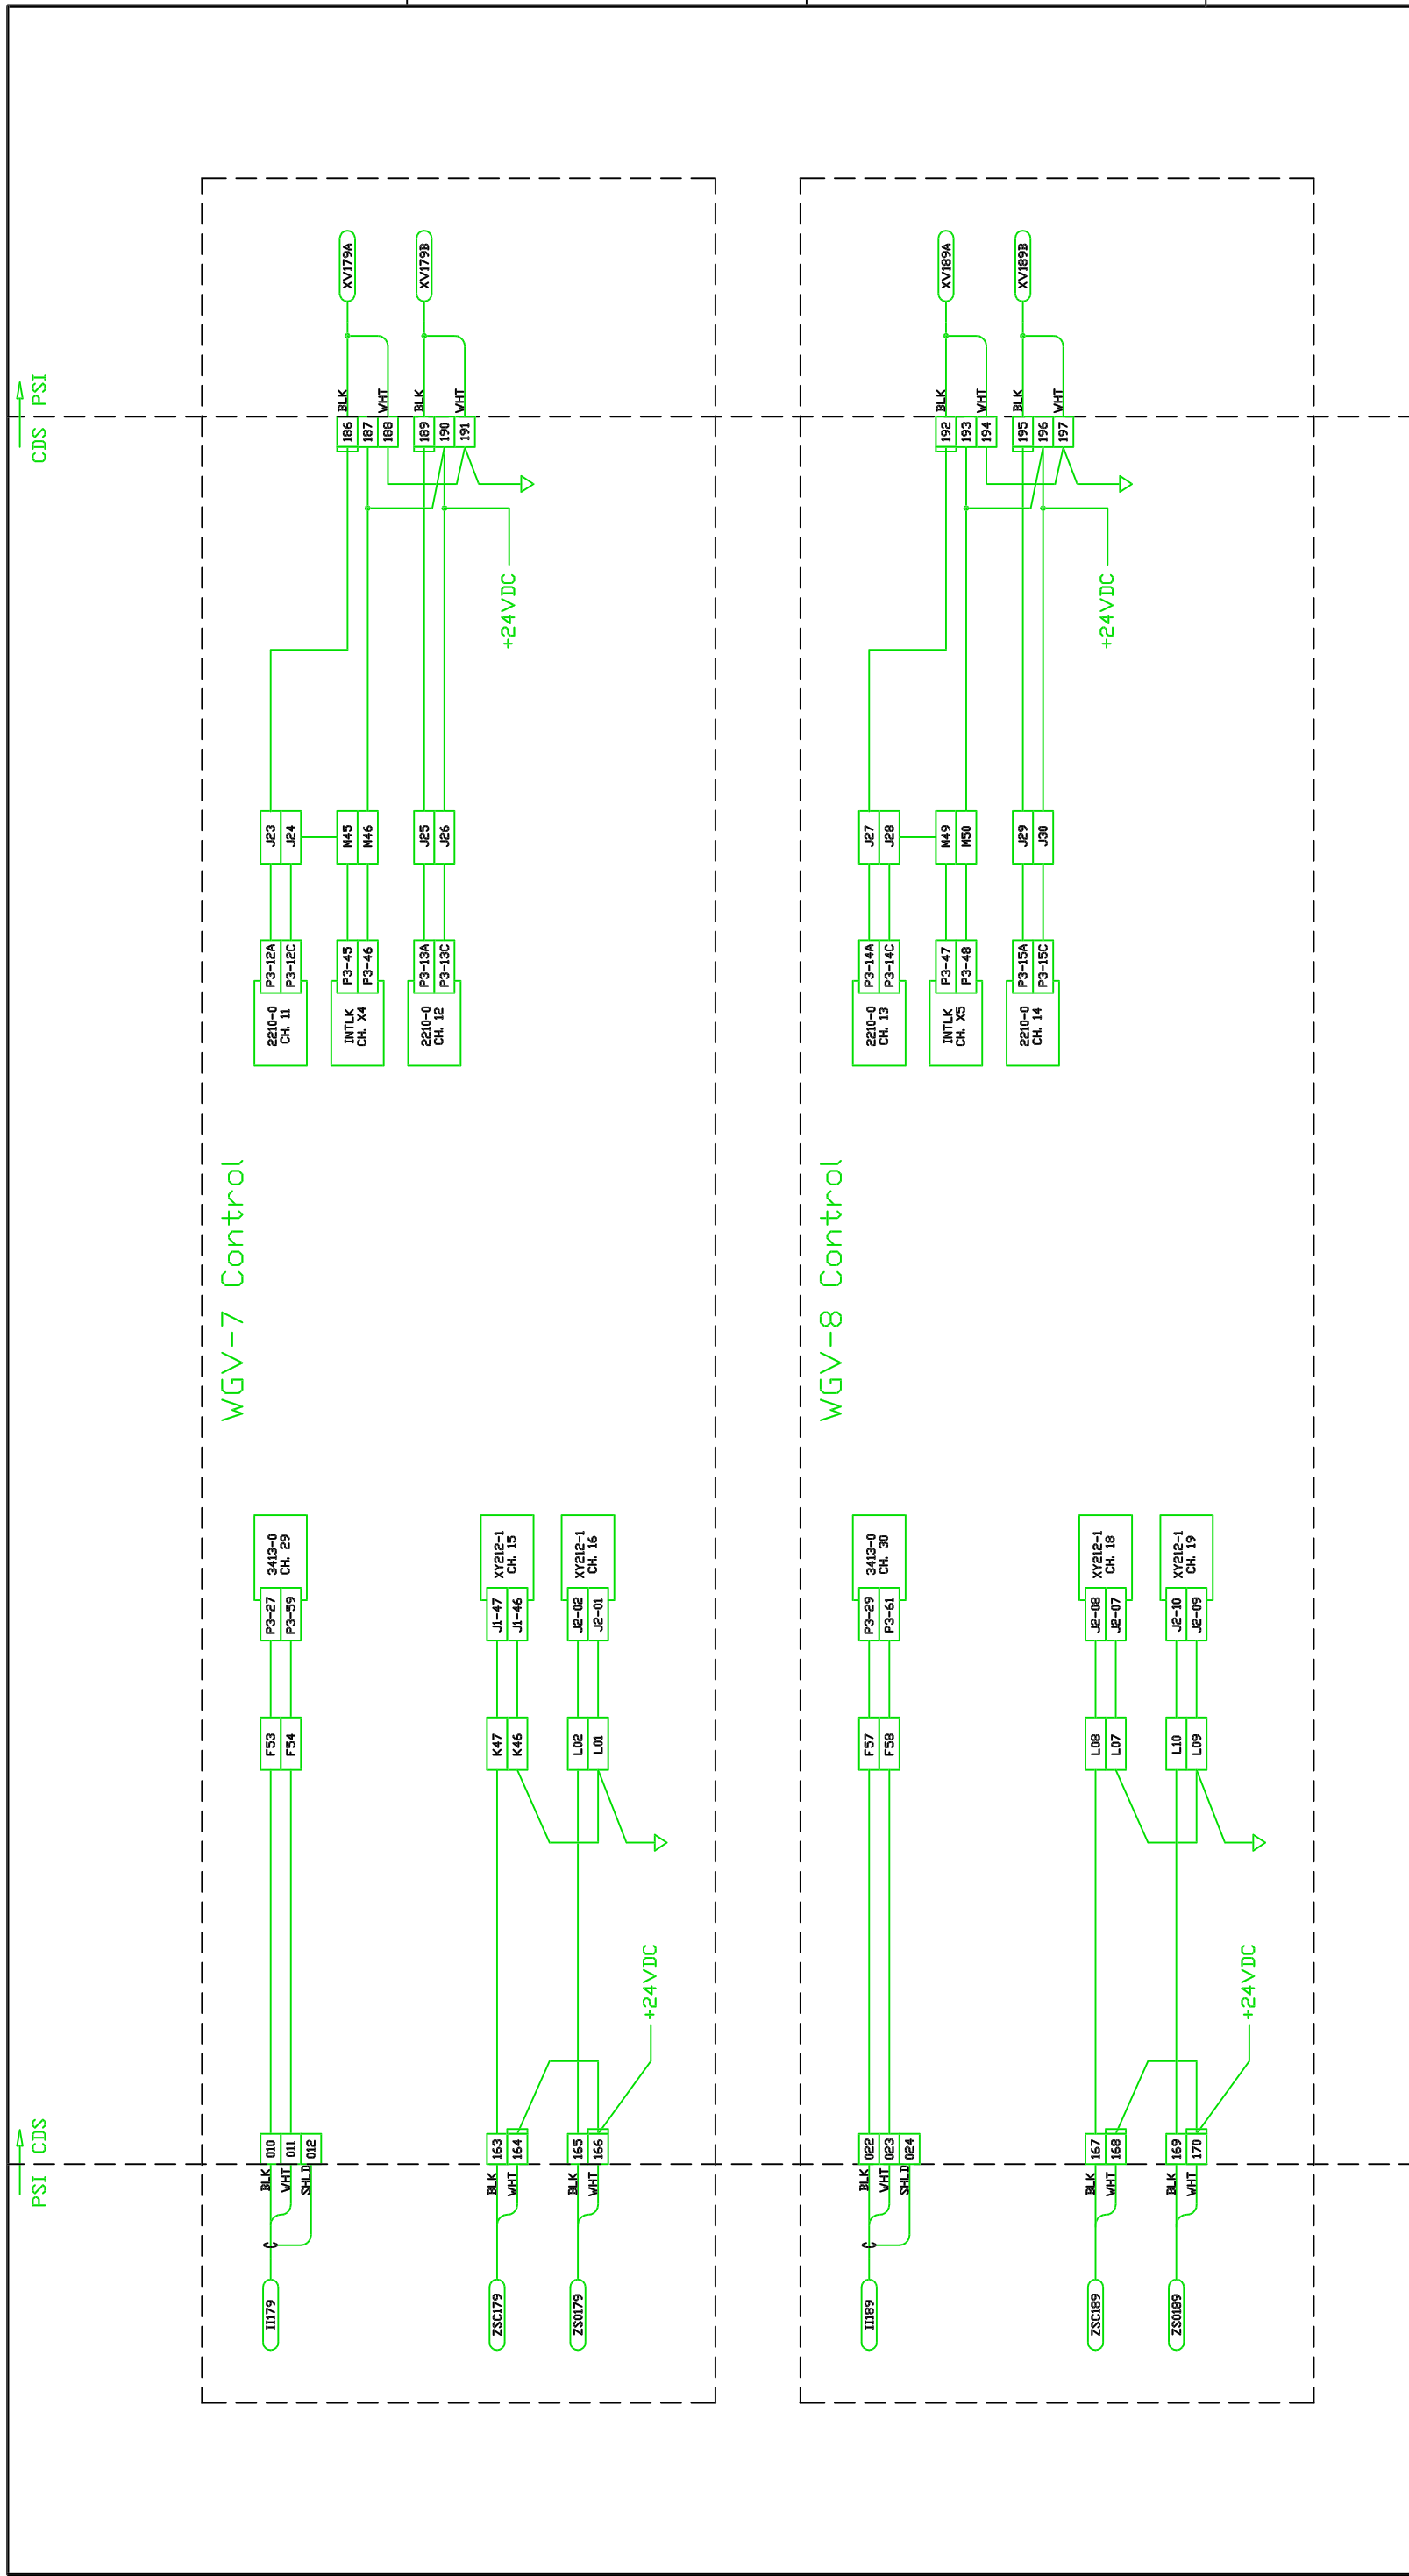 PSI CDS
CDS PSI
WGV-7 Control
II179
BLK
WHT
SHLD
010
011
012
F53
F54
P3-27
P3-59
3413-0
CH. 29
P3-12A
P3-12C
2210-0
CH. 11
J23
J24
INTLK
CH. X4
P3-45
P3-46
M45
M46
186
187
188
BLK
WHT
XV179A
2210-0
CH. 12
P3-13A
P3-13C
J25
J26
189
190
191
BLK
WHT
XV179B
+24VDC
ZSC179
BLK
WHT
163
164
K47
K46
J1-47
J1-46
XY212-1
CH. 15
ZSO179
BLK
WHT
165
166
L02
L01
J2-02
J2-01
XY212-1
CH. 16
+24VDC
WGV-8 Control
II189
BLK
WHT
SHLD
022
023
024
F57
F58
P3-29
P3-61
3413-0
CH. 30
2210-0
CH. 13
P3-14A
P3-14C
J27
J28
INTLK
CH. X5
P3-47
P3-48
M49
M50
192
193
194
BLK
WHT
XV189A
2210-0
CH. 14
P3-15A
P3-15C
J29
J30
195
196
197
BLK
WHT
XV189B
+24VDC
ZSC189
BLK
WHT
167
168
L08
L07
J2-08
J2-07
XY212-1
CH. 18
ZSO189
BLK
WHT
169
170
L10
L09
J2-10
J2-09
XY212-1
CH. 19
+24VDC